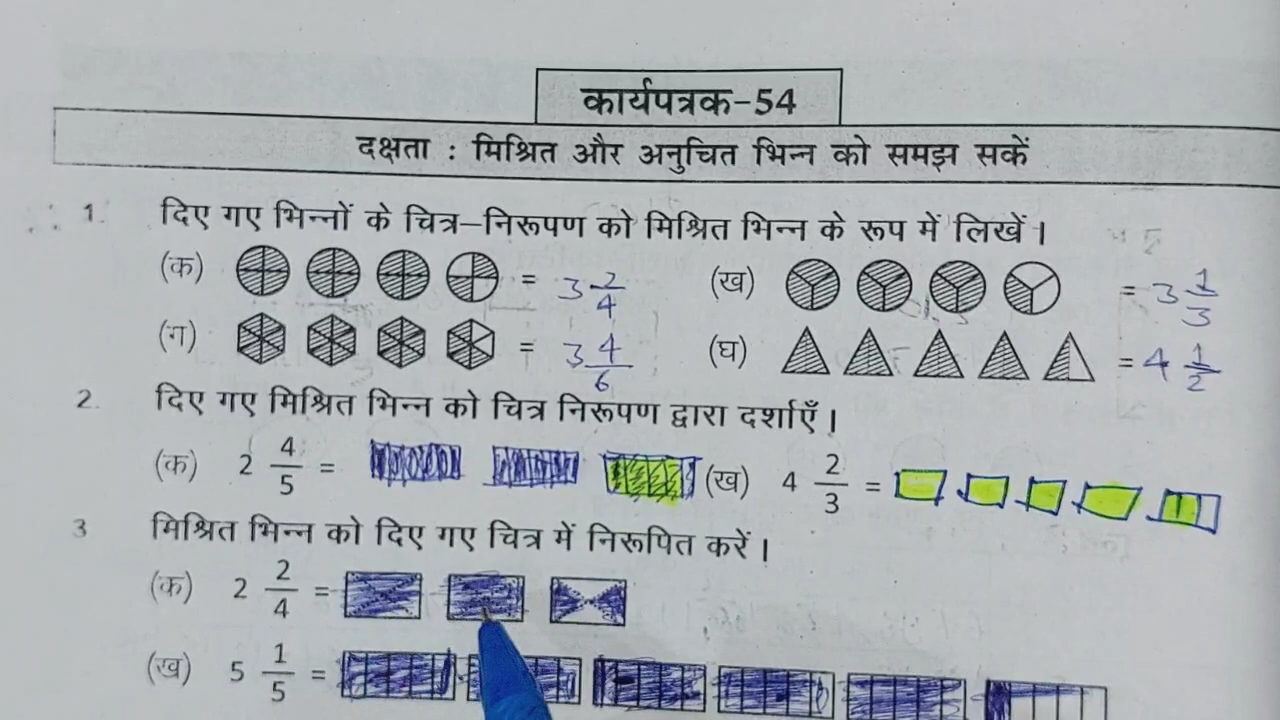 कार्यपत्रक-54
दक्षता : मिश्रित और अनुचित भिन्न को समझ सकें
1. दिए गए भिन्नों के चित्र-निरूपण को मिश्रित भिन्न के रूप में लिखें।
(क) = 3 2/4 (ख) = 3 1/3
(ग) = 3 4/6 (घ) = 4 1/2
2. दिए गए मिश्रित भिन्न को चित्र निरूपण द्वारा दर्शाएँ।
(क) 2 4/5 = (ख) 4 2/3 =
3 मिश्रित भिन्न को दिए गए चित्र में निरूपित करें।
(क) 2 2/4 =
(ख) 5 1/5 =